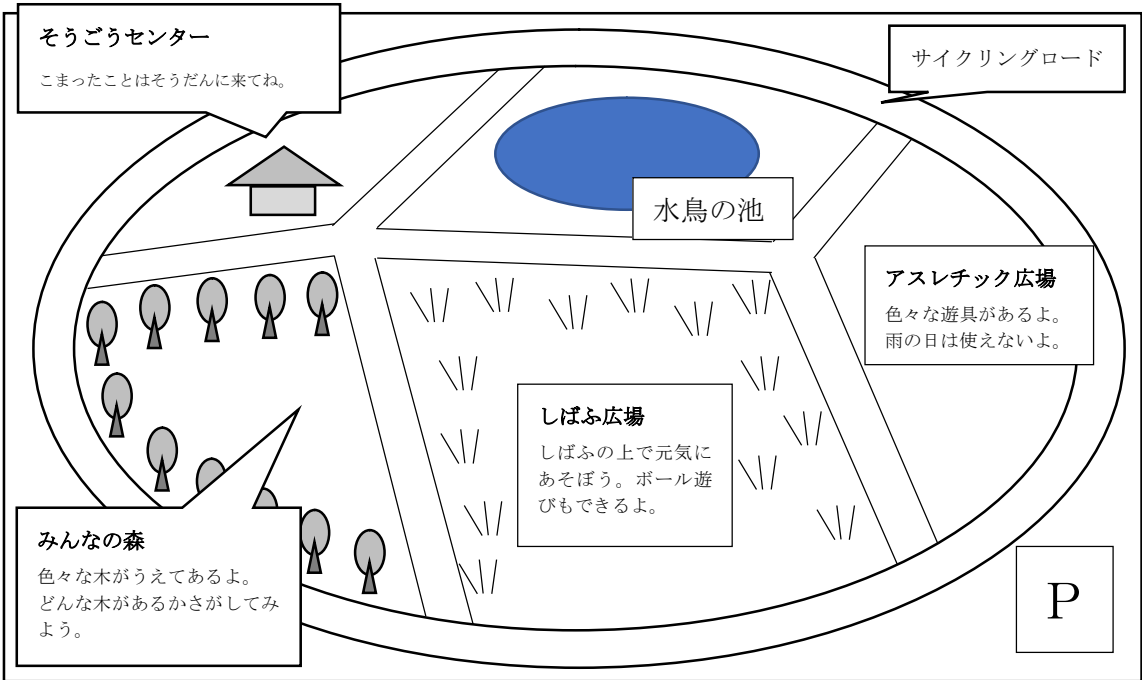 そうごうセンター
こまったことはそうだんに来てね。
サイクリングロード
水鳥の池
アスレチック広場
色々な遊具があるよ。
雨の日は使えないよ。
しばふ広場
しばふの上で元気に
あそぼう。ボール遊
びもできるよ。
みんなの森
色々な木がうえてあるよ。
どんな木があるかさがしてみ
よう。
P